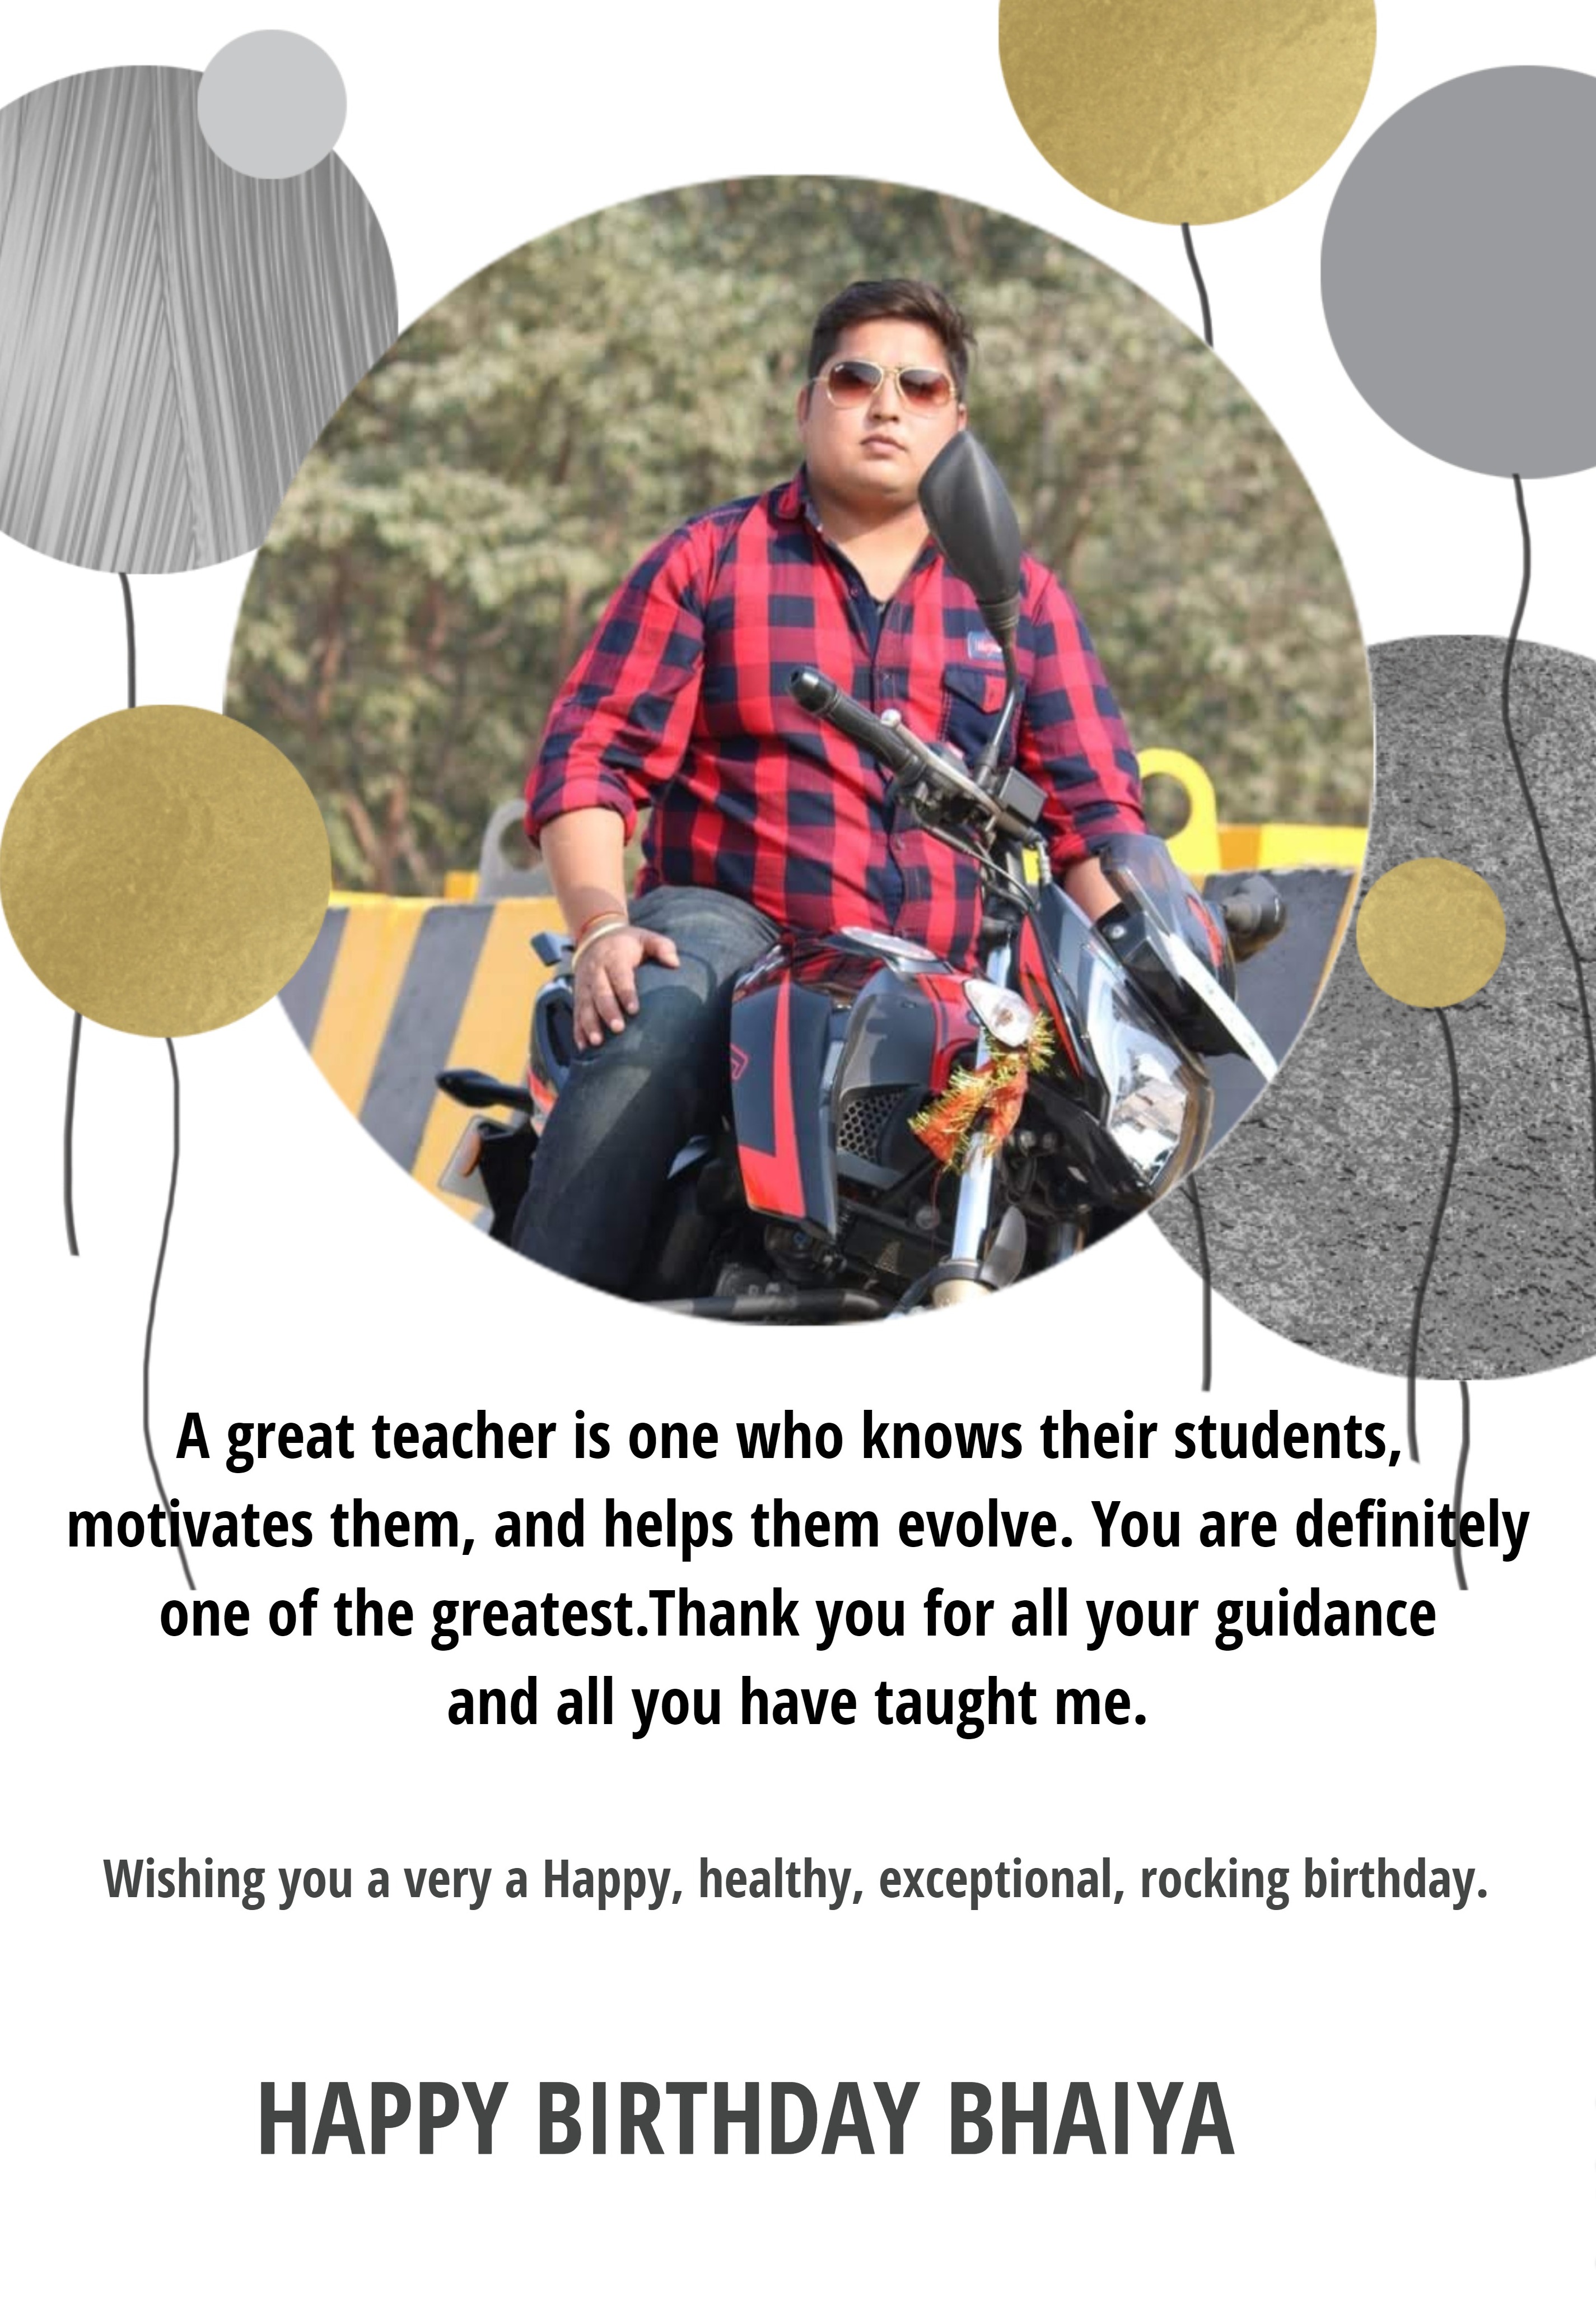 A great teacher is one who knows their students,
motivates them, and helps them evolve. You are definitely
one of the greatest.Thank you for all your guidance
and all you have taught me.
Wishing you a very a Happy, healthy, exceptional, rocking birthday.
HAPPY BIRTHDAY BHAIYA